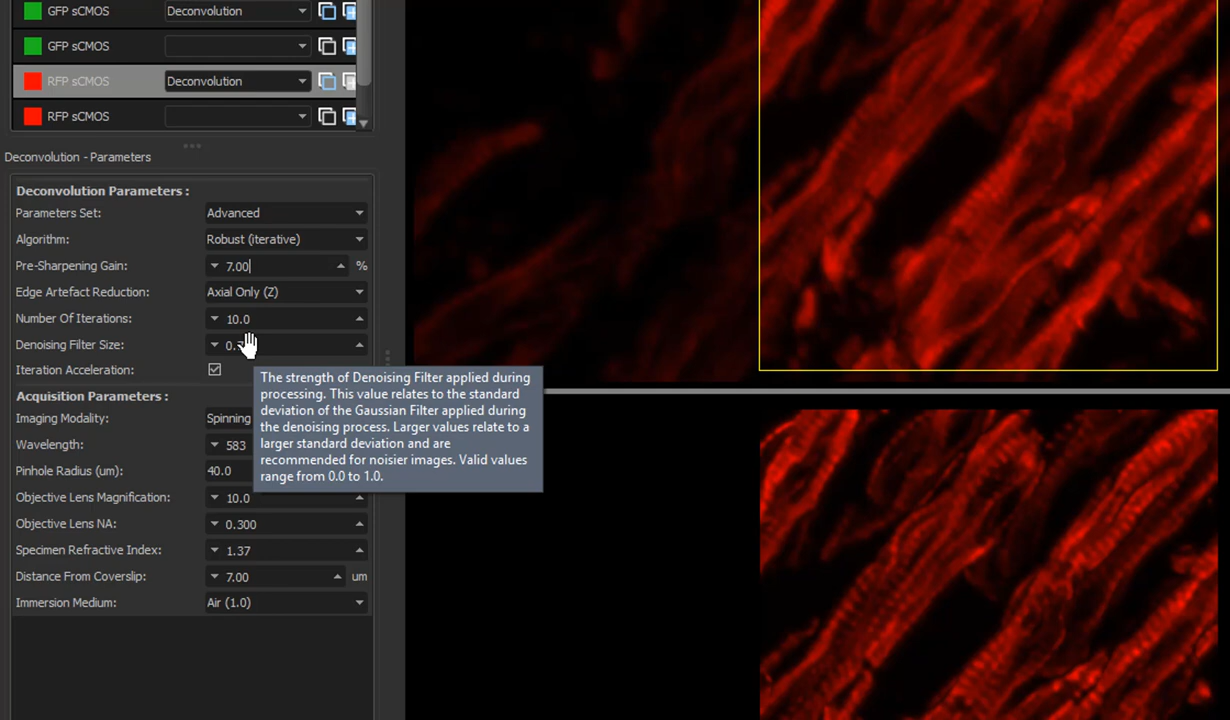 GFP sCMOS Deconvolution
GFP sCMOS
RFP sCMOS Deconvolution
RFP sCMOS
Deconvolution - Parameters
Deconvolution Parameters :
Parameters Set: Advanced
Algorithm: Robust (iterative)
Pre-Sharpening Gain: 7.00 %
Edge Artefact Reduction: Axial Only (Z)
Number Of Iterations: 10.0
Denoising Filter Size:
Iteration Acceleration:
The strength of Denoising Filter applied during
processing. This value relates to the standard
deviation of the Gaussian Filter applied during
the denoising process. Larger values relate to a
larger standard deviation and are
recommended for noisier images. Valid values
range from 0.0 to 1.0.
Acquisition Parameters :
Imaging Modality: Spinning
Wavelength: 583
Pinhole Radius (um): 40.0
Objective Lens Magnification: 10.0
Objective Lens NA: 0.300
Specimen Refractive Index: 1.37
Distance From Coverslip: 7.00 um
Immersion Medium: Air (1.0)